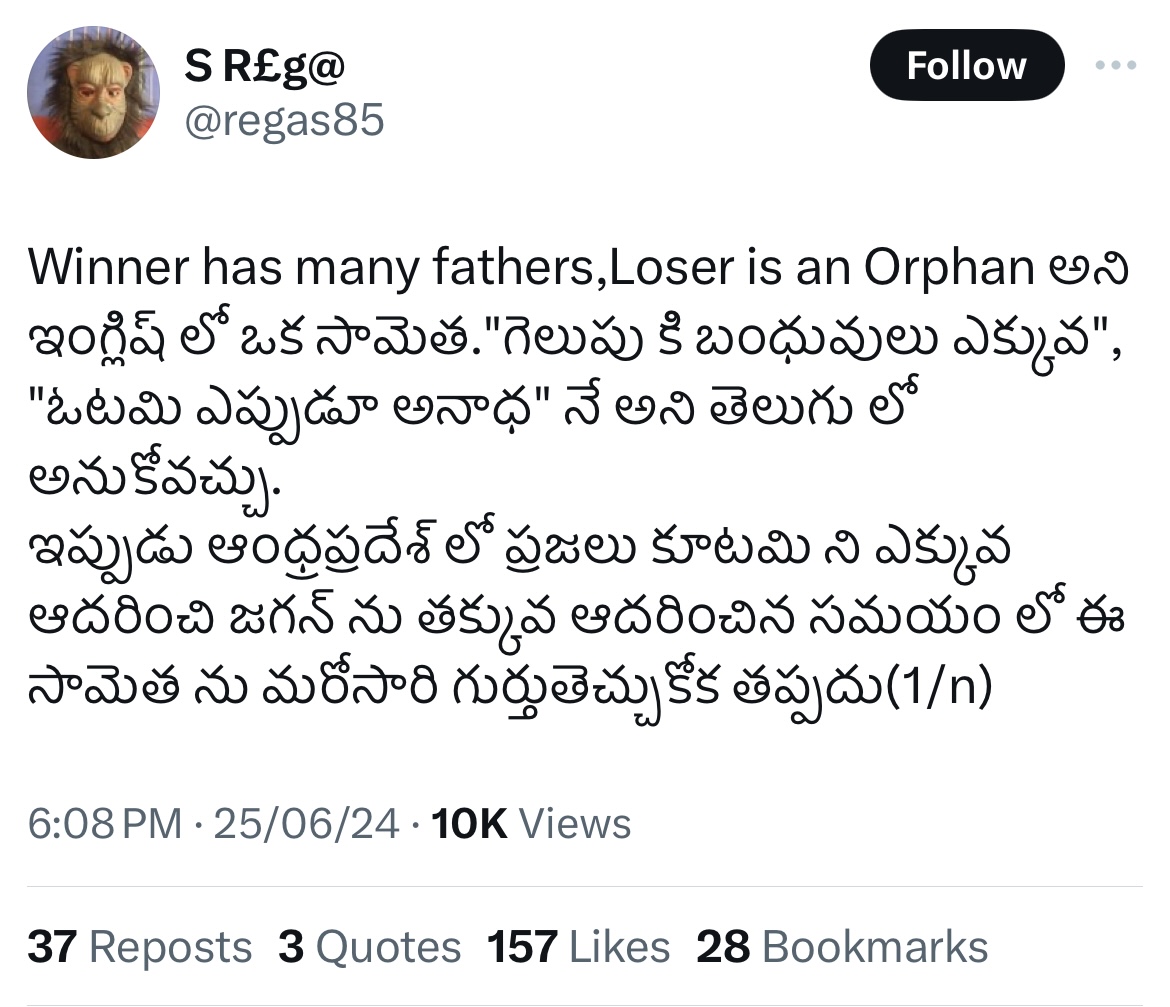 S R£g@
Follow
@regas85
Winner has many fathers,Loser is an Orphan అని
ఇంగ్లిష్ లో ఒక సామెత."గెలుపు కి బంధువులు ఎక్కువ",
"ఓటమి ఎప్పుడూ అనాధ" నే అని తెలుగు లో
అనుకోవచ్చు.
ఇప్పుడు ఆంధ్రప్రదేశ్ లో ప్రజలు కూటమి ని ఎక్కువ
ఆదరించి జగన్ ను తక్కువ ఆదరించిన సమయం లో ఈ
సామెత ను మరోసారి గుర్తుతెచ్చుకోక తప్పదు(1/n)
6:08 PM · 25/06/24 · 10K Views
37 Reposts 3 Quotes 157 Likes 28 Bookmarks